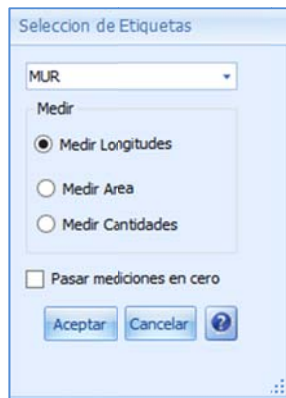 Seleccion de Etiquetas
MUR
Medir
Medir Longitudes
Medir Area
Medir Cantidades
Pasar mediciones en cero
Aceptar Cancelar ?